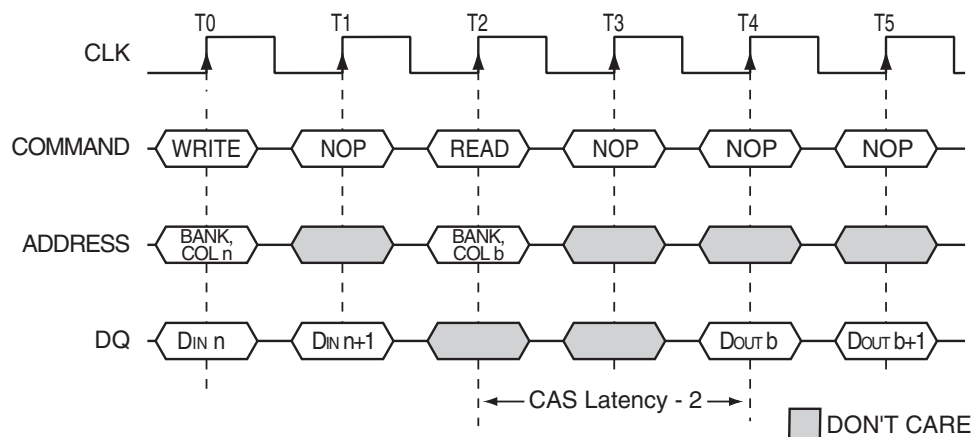 T0 T1 T2 T3 T4 T5
CLK
COMMAND WRITE NOP READ NOP NOP NOP
ADDRESS BANK, COL n BANK, COL b
DQ DIN n DIN n+1 DOUT b DOUT b+1
CAS Latency - 2
DON'T CARE